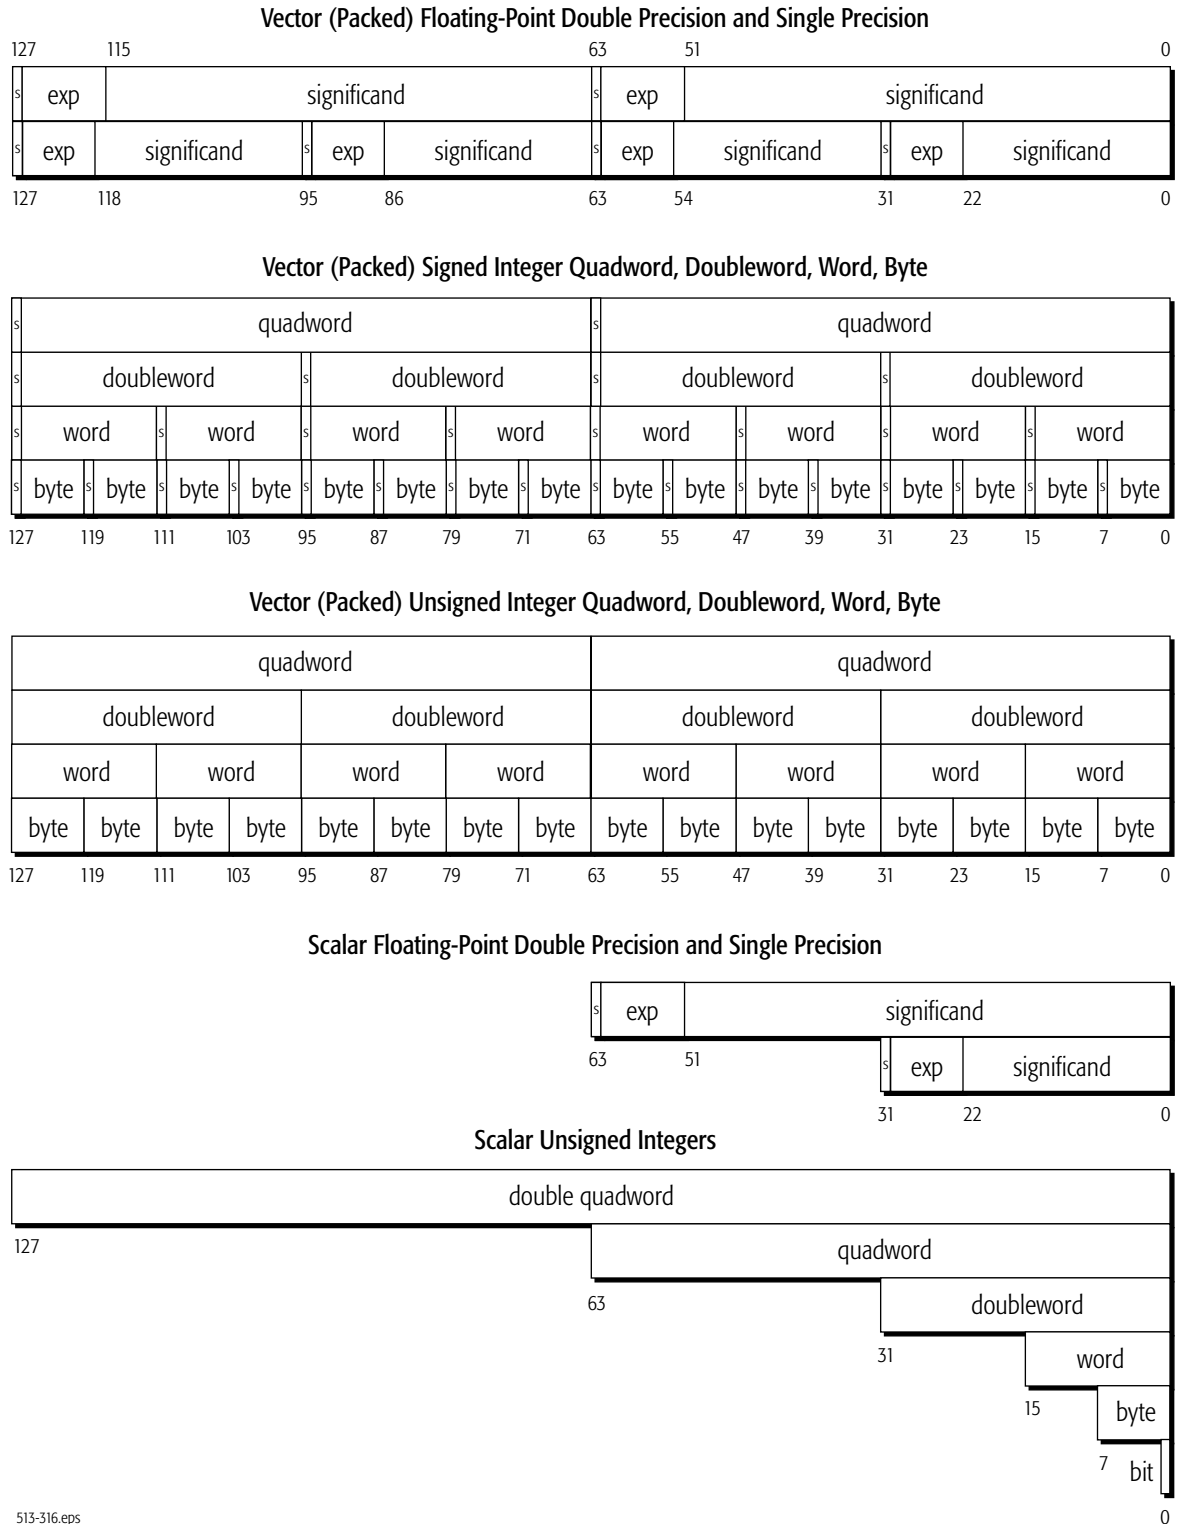 Vector (Packed) Floating-Point Double Precision and Single Precision
127 115 63 51 0
s exp significand s exp significand
s exp significand s exp significand s exp significand s exp significand
127 118 95 86 63 54 31 22 0
Vector (Packed) Signed Integer Quadword, Doubleword, Word, Byte
s quadword s quadword
s doubleword s doubleword s doubleword s doubleword
s word s word s word s word s word s word s word s word
s byte s byte s byte s byte s byte s byte s byte s byte s byte s byte s byte s byte s byte s byte s byte s byte
127 119 111 103 95 87 79 71 63 55 47 39 31 23 15 7 0
Vector (Packed) Unsigned Integer Quadword, Doubleword, Word, Byte
quadword quadword
doubleword doubleword doubleword doubleword
word word word word word word word word
byte byte byte byte byte byte byte byte byte byte byte byte byte byte byte byte
127 119 111 103 95 87 79 71 63 55 47 39 31 23 15 7 0
Scalar Floating-Point Double Precision and Single Precision
s exp significand
63 51
s exp significand
31 22 0
Scalar Unsigned Integers
double quadword
127
quadword
63
doubleword
31
word
15
byte
7
bit
513-316.eps 0